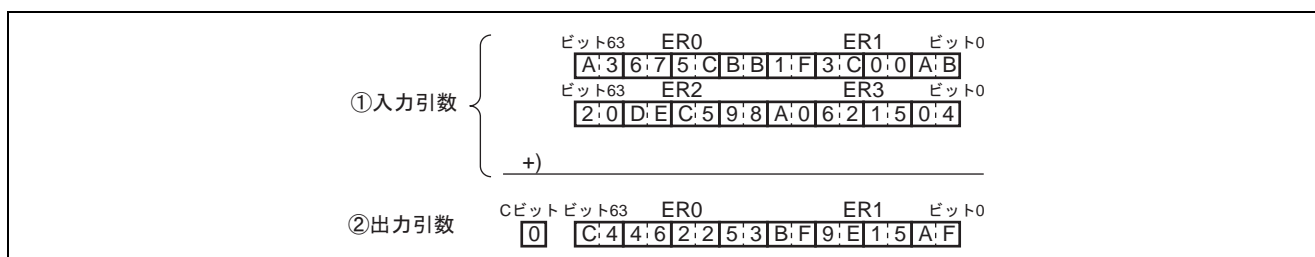 ビット63 ER0 ER1 ビット0
A 3 6 7 5 C B B 1 F 3 C 0 0 A B
①入力引数
ビット63 ER2 ER3 ビット0
2 0 D E C 5 9 8 A 0 6 2 1 5 0 4
+)
Cビット ビット63 ER0 ER1 ビット0
②出力引数
0 C 4 4 6 2 2 5 3 B F 9 E 1 5 A F